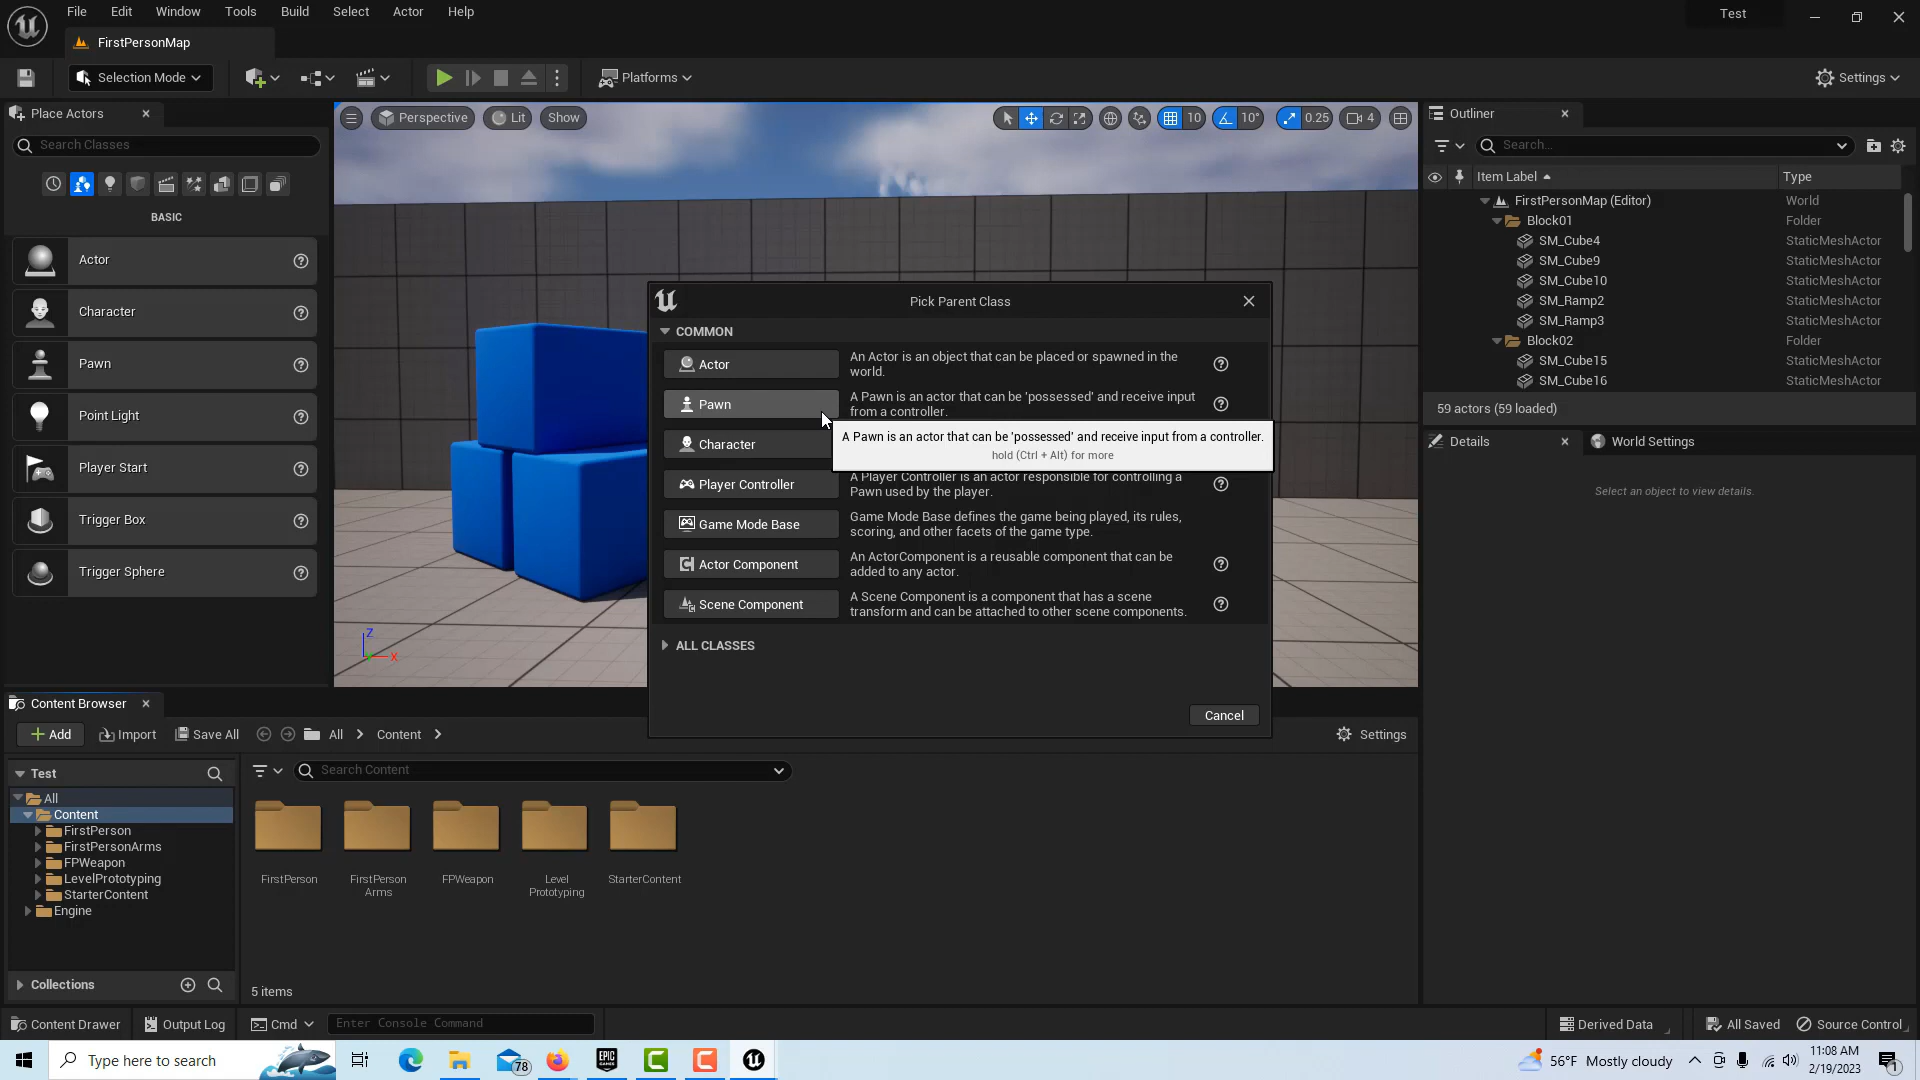 File Edit Window Tools Build Select Actor Help
Test
FirstPersonMap
Selection Mode
Platforms
Settings
Place Actors
Search Classes
BASIC
Actor
Character
Pawn
Point Light
Player Start
Trigger Box
Trigger Sphere
Perspective Lit Show
10 10° 0.25 4
Z
X
Outliner
Search...
Item Label Type
FirstPersonMap (Editor) World
Block01 Folder
SM_Cube4 StaticMeshActor
SM_Cube9 StaticMeshActor
SM_Cube10 StaticMeshActor
SM_Ramp2 StaticMeshActor
SM_Ramp3 StaticMeshActor
Block02 Folder
SM_Cube15 StaticMeshActor
SM_Cube16 StaticMeshActor
59 actors (59 loaded)
Details World Settings
Select an object to view details.
Pick Parent Class
COMMON
Actor
An Actor is an object that can be placed or spawned in the
world.
Pawn
A Pawn is an actor that can be 'possessed' and receive input
from a controller.
A Pawn is an actor that can be 'possessed' and receive input from a controller.
hold (Ctrl + Alt) for more
Character
Player Controller
A Player Controller is an actor responsible for controlling a
Pawn used by the player.
Game Mode Base
Game Mode Base defines the game being played, its rules,
scoring, and other facets of the game type.
Actor Component
An ActorComponent is a reusable component that can be
added to any actor.
Scene Component
A Scene Component is a component that has a scene
transform and can be attached to other scene components.
ALL CLASSES
Cancel
Content Browser
Add Import Save All All Content Settings
Test
All
Content
FirstPerson
FirstPersonArms
FPWeapon
LevelPrototyping
StarterContent
Engine
Collections
Search Content
FirstPerson
FirstPerson
Arms
FPWeapon
Level
Prototyping
StarterContent
5 items
Content Drawer Output Log Cmd Enter Console Command Derived Data All Saved Source Control
Type here to search
78
EPIC
GAMES
56°F Mostly cloudy
11:08 AM
2/19/2023
1